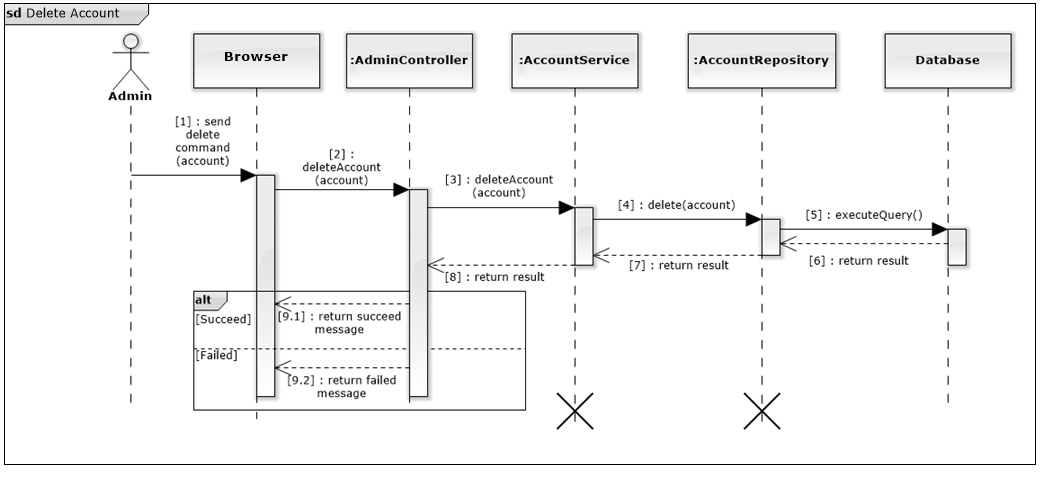 sd Delete Account
Admin
Browser
:AdminController
:AccountService
:AccountRepository
Database
[1] : send
delete
command
(account)
[2] :
deleteAccount
(account)
[3] : deleteAccount
(account)
[4] : delete(account)
[5] : executeQuery()
[6] : return result
[7] : return result
[8] : return result
alt
[Succeed]
[9.1] : return succeed
message
[Failed]
[9.2] : return failed
message